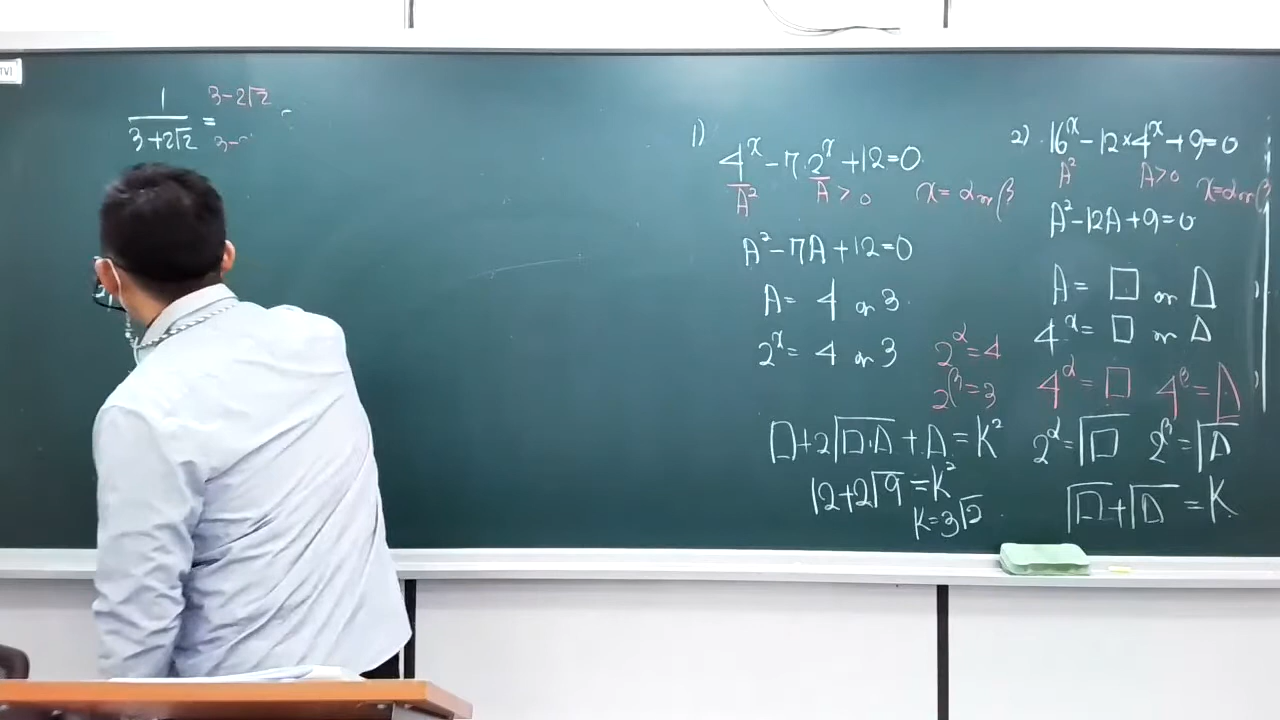 TVI
1/(3+2√2) = (3-2√2)/(3-
1) 4^x - 7·2^x + 12 = 0
A² A > 0 x = α or β
A² - 7A + 12 = 0
A = 4 or 3
2^x = 4 or 3
2^α = 4
2^β = 3
□ + 2√(□·△) + △ = K²
12 + 2√9 = K²
K = 3√2
2) 16^x - 12 × 4^x + 9 = 0
A² A > 0 x = α or β
A² - 12A + 9 = 0
A = □ or △
4^x = □ or △
4^α = □ 4^β = △
2^α = √□ 2^β = √△
√□ + √△ = K